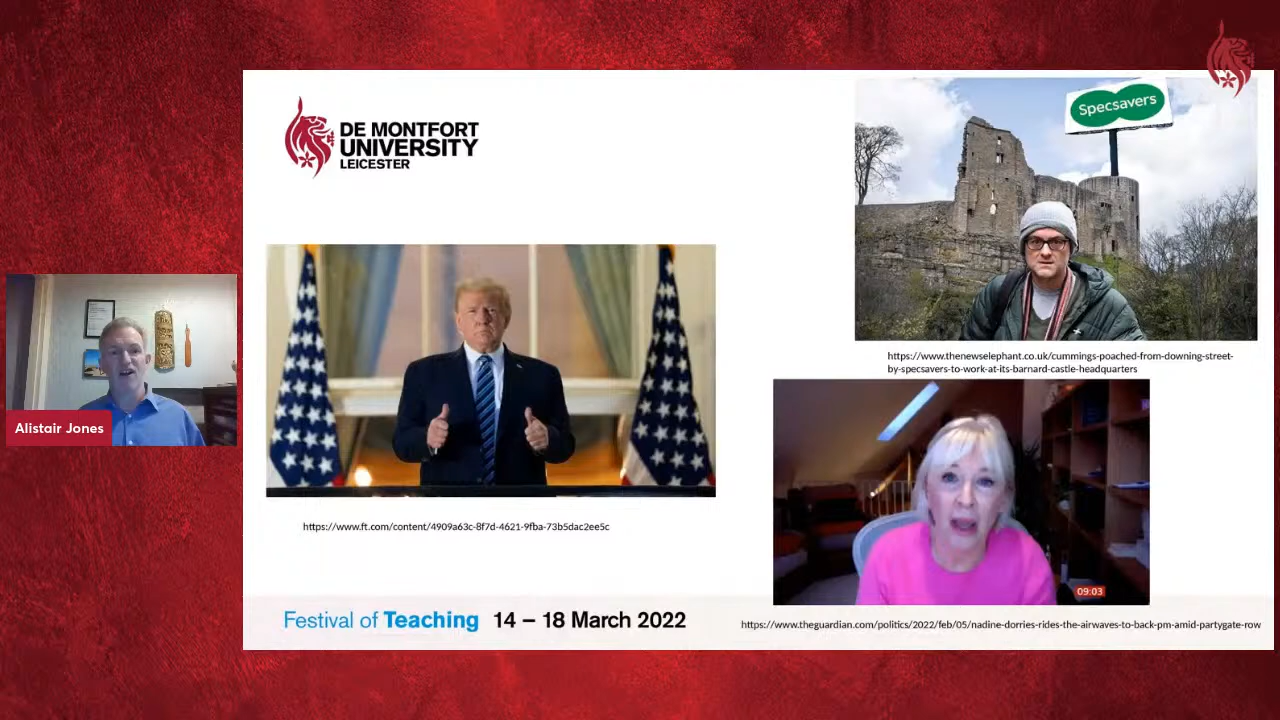 DE MONTFORT
UNIVERSITY
LEICESTER
Specsavers
https://www.thenewselephant.co.uk/cummings-poached-from-downing-street-
by-specsavers-to-work-at-its-barnard-castle-headquarters
Alistair Jones
https://www.ft.com/content/4909a63c-8f7d-4621-9fba-73b5dac2ee5c
09:03
Festival of Teaching 14 – 18 March 2022
https://www.theguardian.com/politics/2022/feb/05/nadine-dorries-rides-the-airwaves-to-back-pm-amid-partygate-row